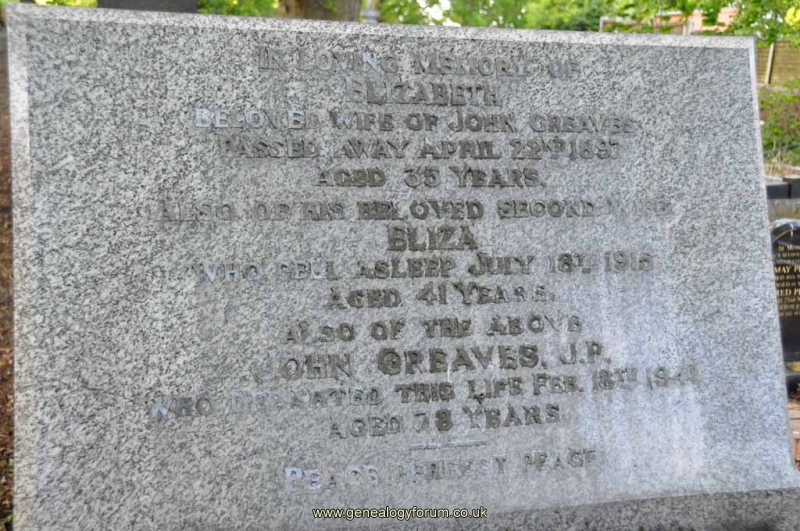 IN LOVING MEMORY OF
ELIZABETH
BELOVED WIFE OF JOHN GREAVES
PASSED AWAY APRIL 22ND 1897
AGED 35 YEARS.
ALSO OF HIS BELOVED SECOND WIFE
ELIZA
WHO FELL ASLEEP JULY 18TH 1915
AGED 41 YEARS.
ALSO OF THE ABOVE
JOHN GREAVES, J.P.
WHO DEPARTED THIS LIFE FEB. 18TH
AGED 78 YEARS.
PEACE PERFECT PEACE
www.genealogyforum.co.uk